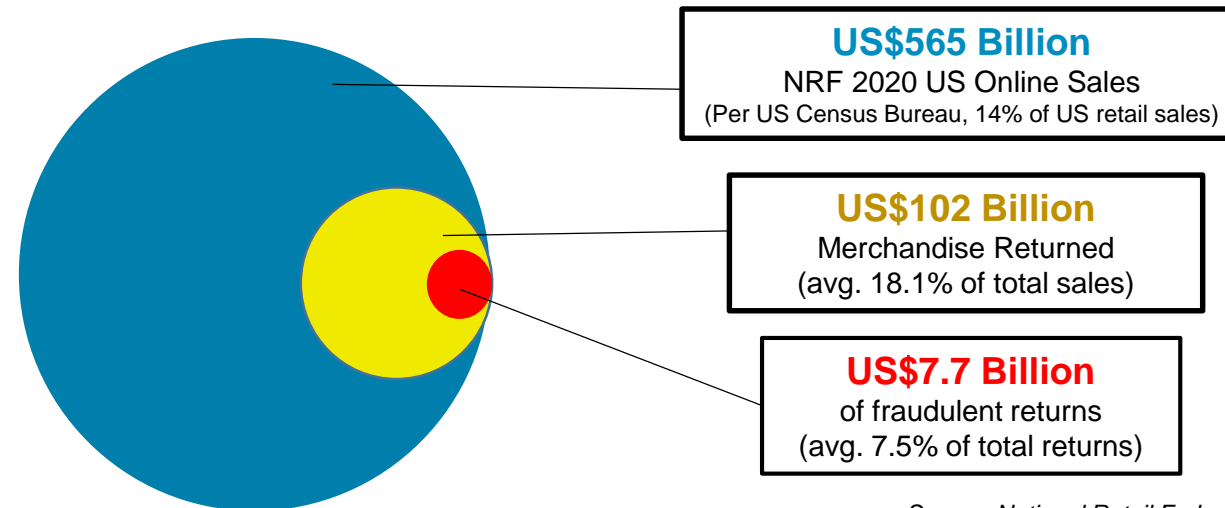 US$565 Billion
NRF 2020 US Online Sales
(Per US Census Bureau, 14% of US retail sales)
US$102 Billion
Merchandise Returned
(avg. 18.1% of total sales)
US$7.7 Billion
of fraudulent returns
(avg. 7.5% of total returns)
National Retail